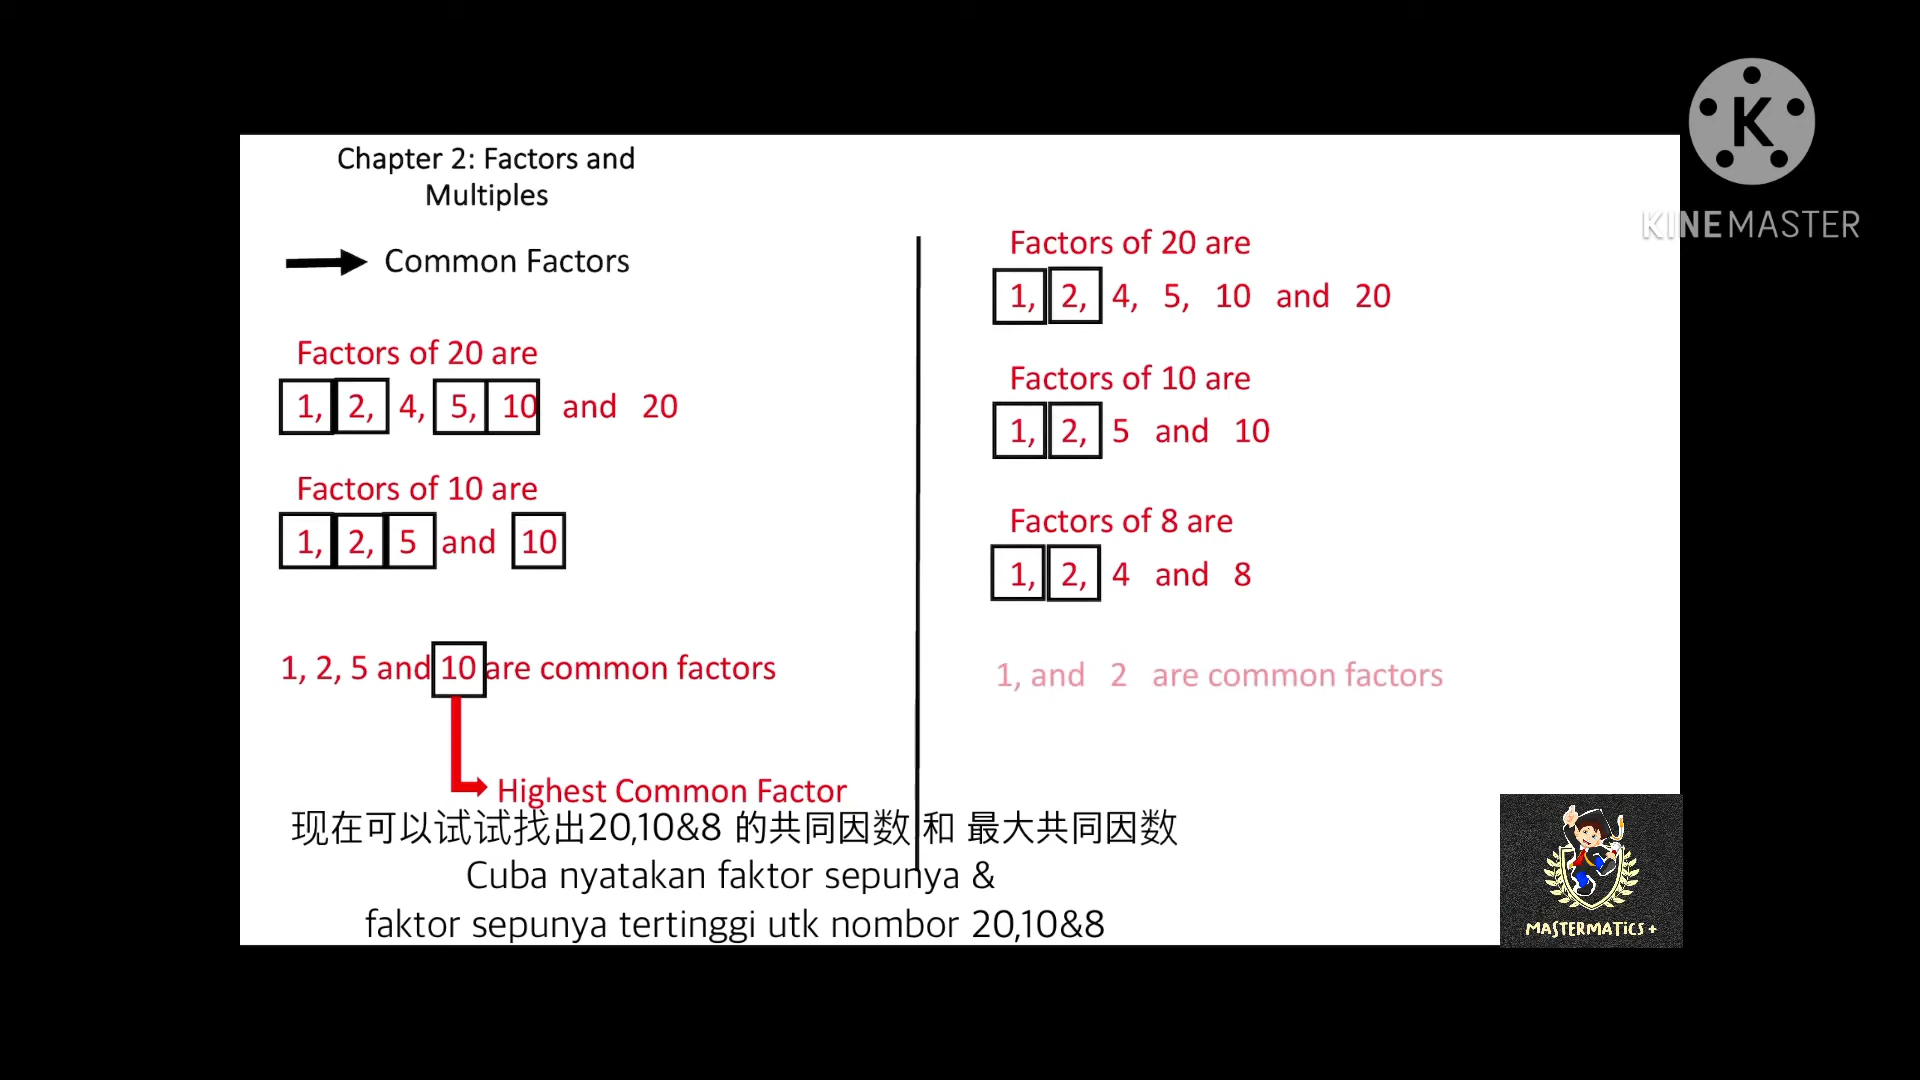 Chapter 2: Factors and
Multiples
Common Factors
Factors of 20 are
1, 2, 4, 5, 10 and 20
Factors of 10 are
1, 2, 5 and 10
1, 2, 5 and 10 are common factors
Highest Common Factor
Factors of 20 are
1, 2, 4, 5, 10 and 20
Factors of 10 are
1, 2, 5 and 10
Factors of 8 are
1, 2, 4 and 8
1, and 2 are common factors
现在可以试试找出20,10&8 的共同因数 和 最大共同因数
Cuba nyatakan faktor sepunya &
faktor sepunya tertinggi utk nombor 20,10&8
K
KINEMASTER
MASTERMATiCS +